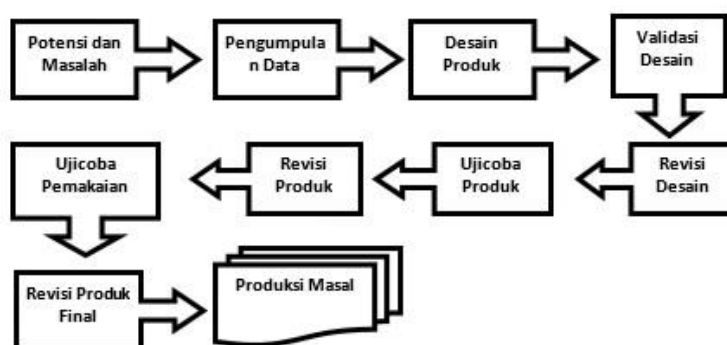 Potensi dan
Masalah
Pengumpula
n Data
Desain
Produk
Validasi
Desain
Revisi
Desain
Ujicoba
Produk
Revisi
Produk
Ujicoba
Pemakaian
Revisi Produk
Final
Produksi Masal